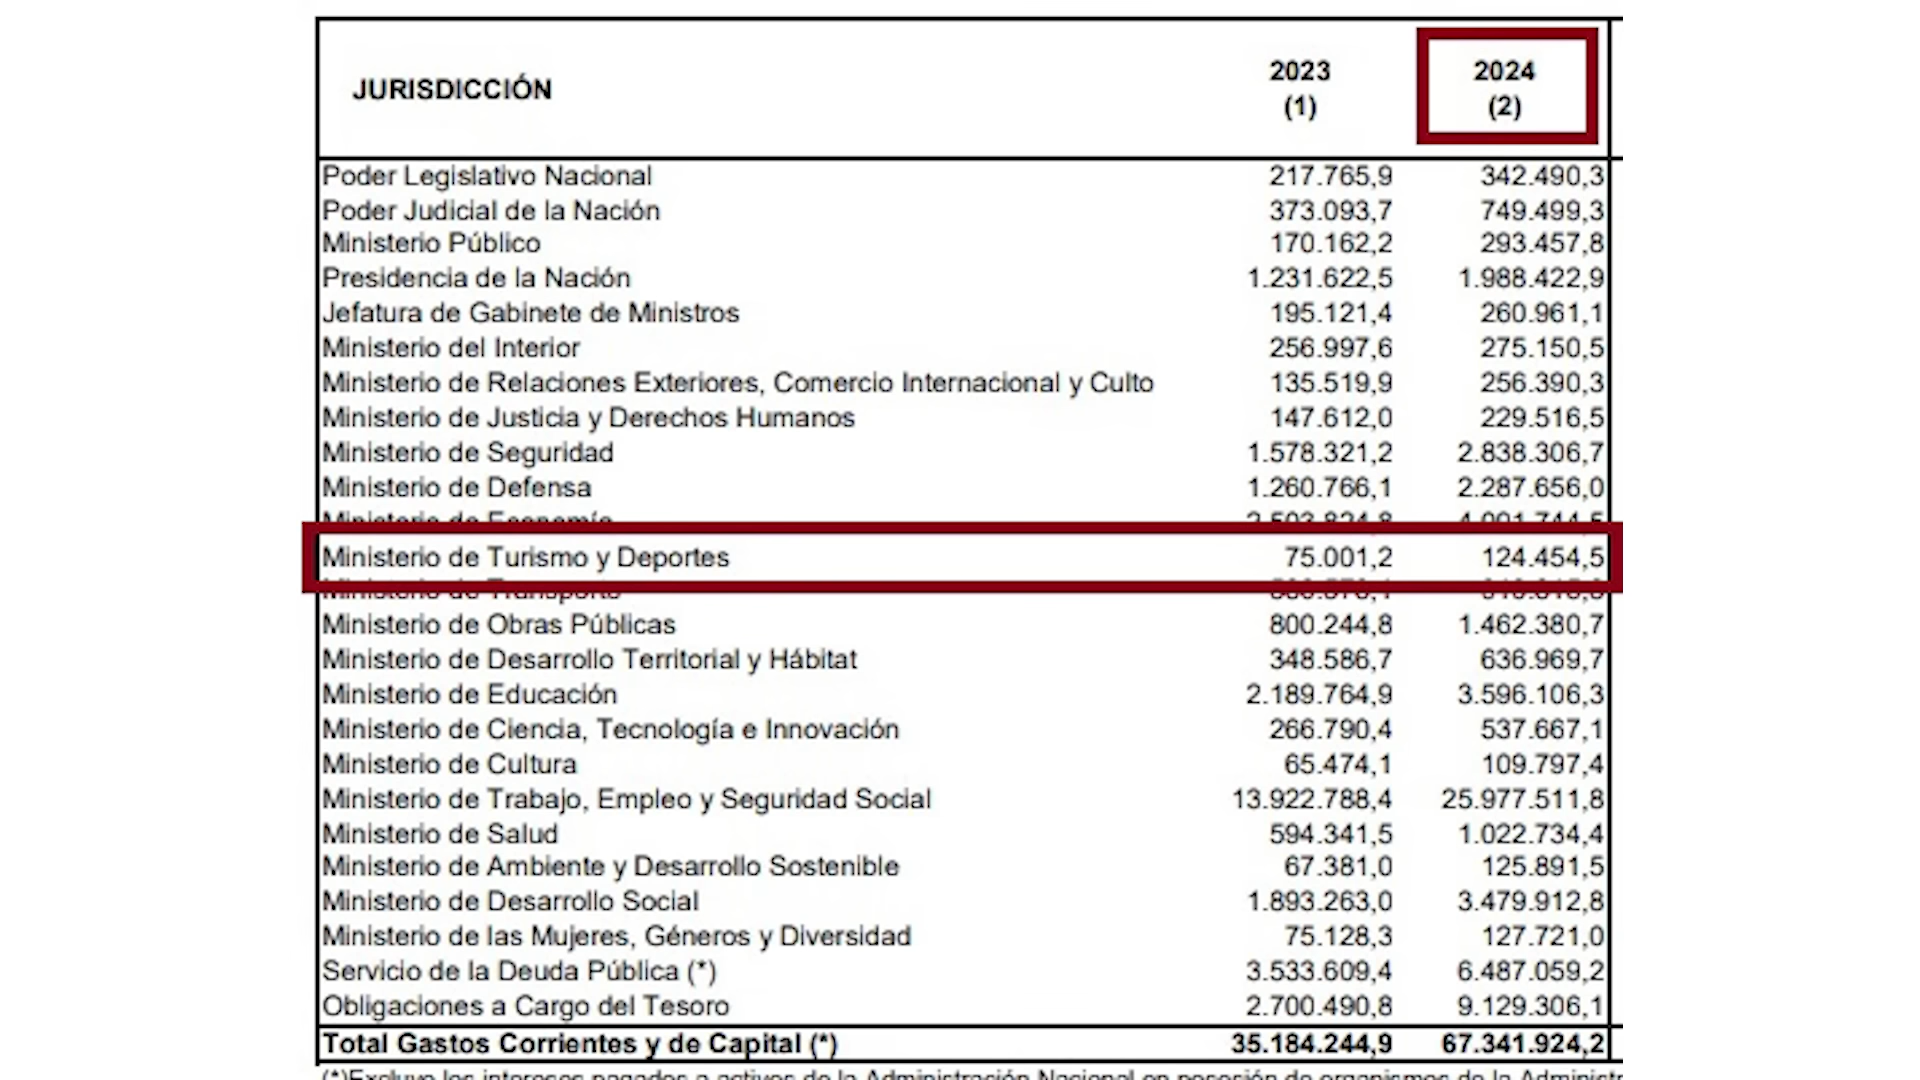 JURISDICCIÓN 2023 (1) 2024 (2)
Poder Legislativo Nacional 217.765,9 342.490,3
Poder Judicial de la Nación 373.093,7 749.499,3
Ministerio Público 170.162,2 293.457,8
Presidencia de la Nación 1.231.622,5 1.988.422,9
Jefatura de Gabinete de Ministros 195.121,4 260.961,1
Ministerio del Interior 256.997,6 275.150,5
Ministerio de Relaciones Exteriores, Comercio Internacional y Culto 135.519,9 256.390,3
Ministerio de Justicia y Derechos Humanos 147.612,0 229.516,5
Ministerio de Seguridad 1.578.321,2 2.838.306,7
Ministerio de Defensa 1.260.766,1 2.287.656,0
Ministerio de Economía
Ministerio de Turismo y Deportes 75.001,2 124.454,5
Ministerio de Transporte
Ministerio de Obras Públicas 800.244,8 1.462.380,7
Ministerio de Desarrollo Territorial y Hábitat 348.586,7 636.969,7
Ministerio de Educación 2.189.764,9 3.596.106,3
Ministerio de Ciencia, Tecnología e Innovación 266.790,4 537.667,1
Ministerio de Cultura 65.474,1 109.797,4
Ministerio de Trabajo, Empleo y Seguridad Social 13.922.788,4 25.977.511,8
Ministerio de Salud 594.341,5 1.022.734,4
Ministerio de Ambiente y Desarrollo Sostenible 67.381,0 125.891,5
Ministerio de Desarrollo Social 1.893.263,0 3.479.912,8
Ministerio de las Mujeres, Géneros y Diversidad 75.128,3 127.721,0
Servicio de la Deuda Pública (*) 3.533.609,4 6.487.059,2
Obligaciones a Cargo del Tesoro 2.700.490,8 9.129.306,1
Total Gastos Corrientes y de Capital (*) 35.184.244,9 67.341.924,2